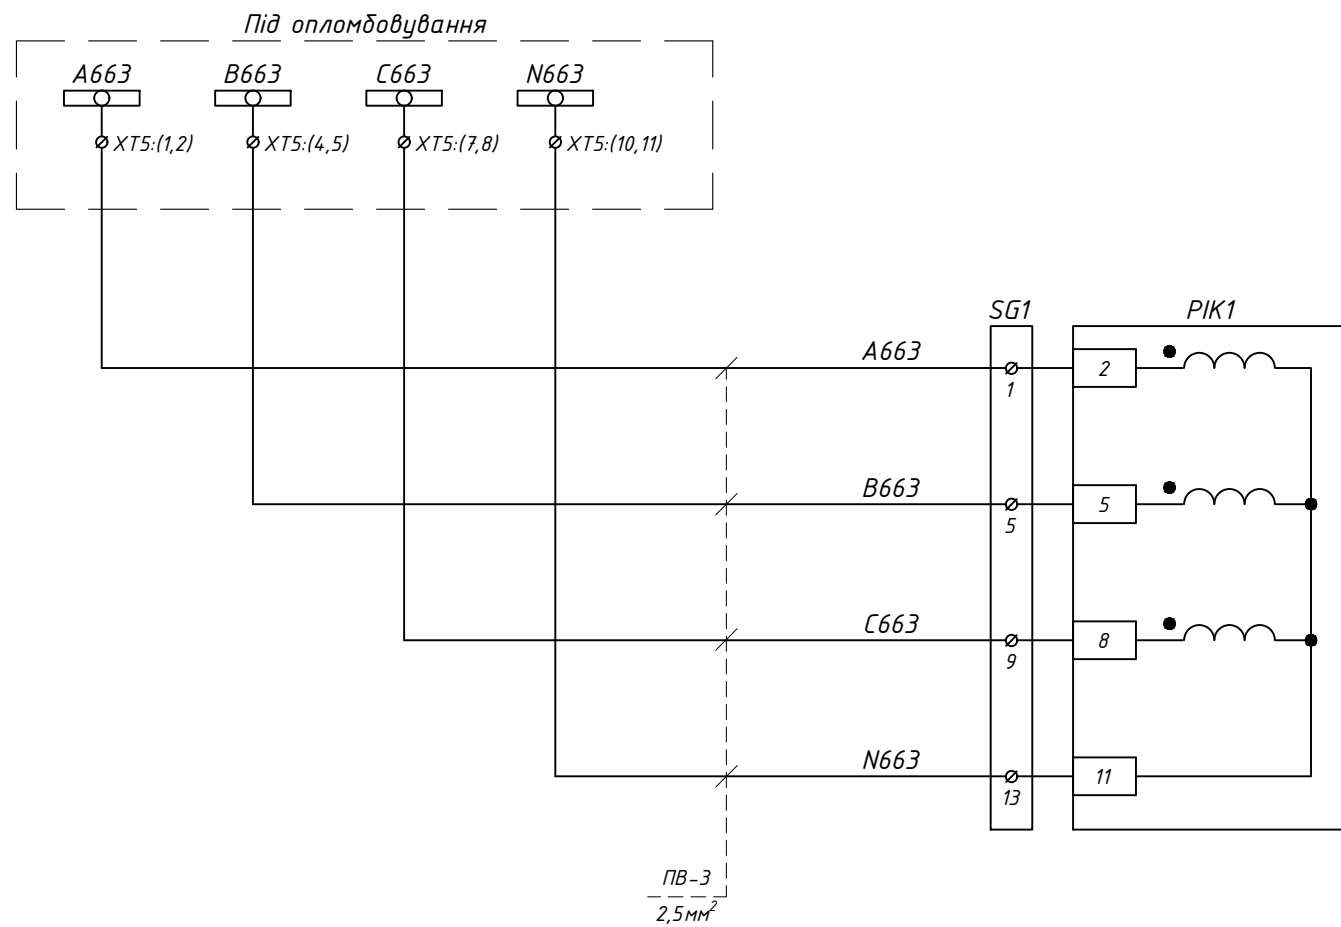 Під опломбовування
A663 B663 C663 N663
XT5:(1,2) XT5:(4,5) XT5:(7,8) XT5:(10,11)
SG1 PIK1
A663
2
1
B663
5
5
C663
8
9
N663
11
13
ПВ-3
2,5мм²